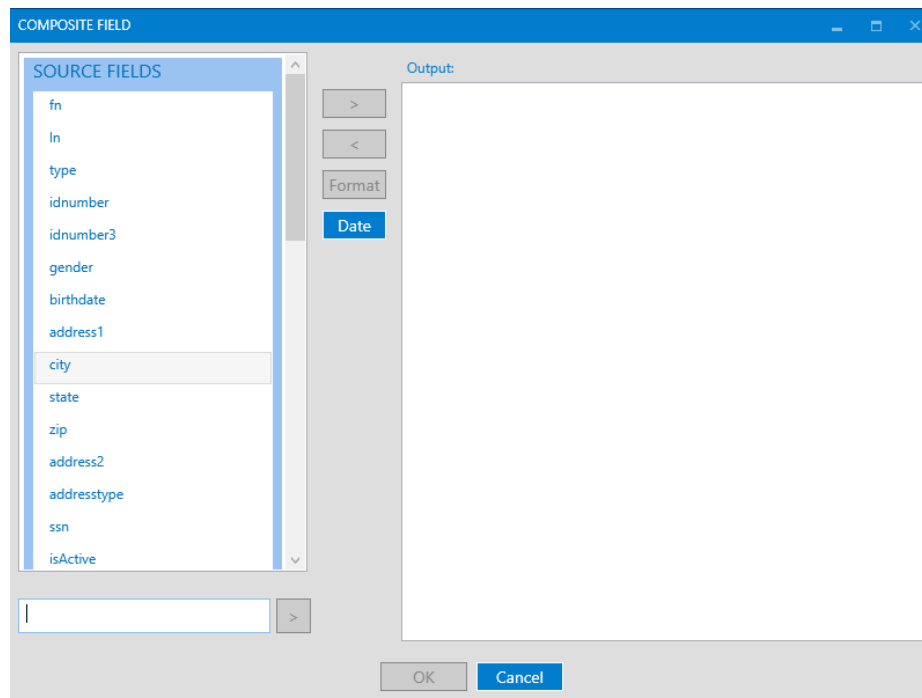 COMPOSITE FIELD
SOURCE FIELDS
fn
ln
type
idnumber
idnumber3
gender
birthdate
address1
city
state
zip
address2
addresstype
ssn
isActive
>
>
<
Format
Date
Output:
OK
Cancel